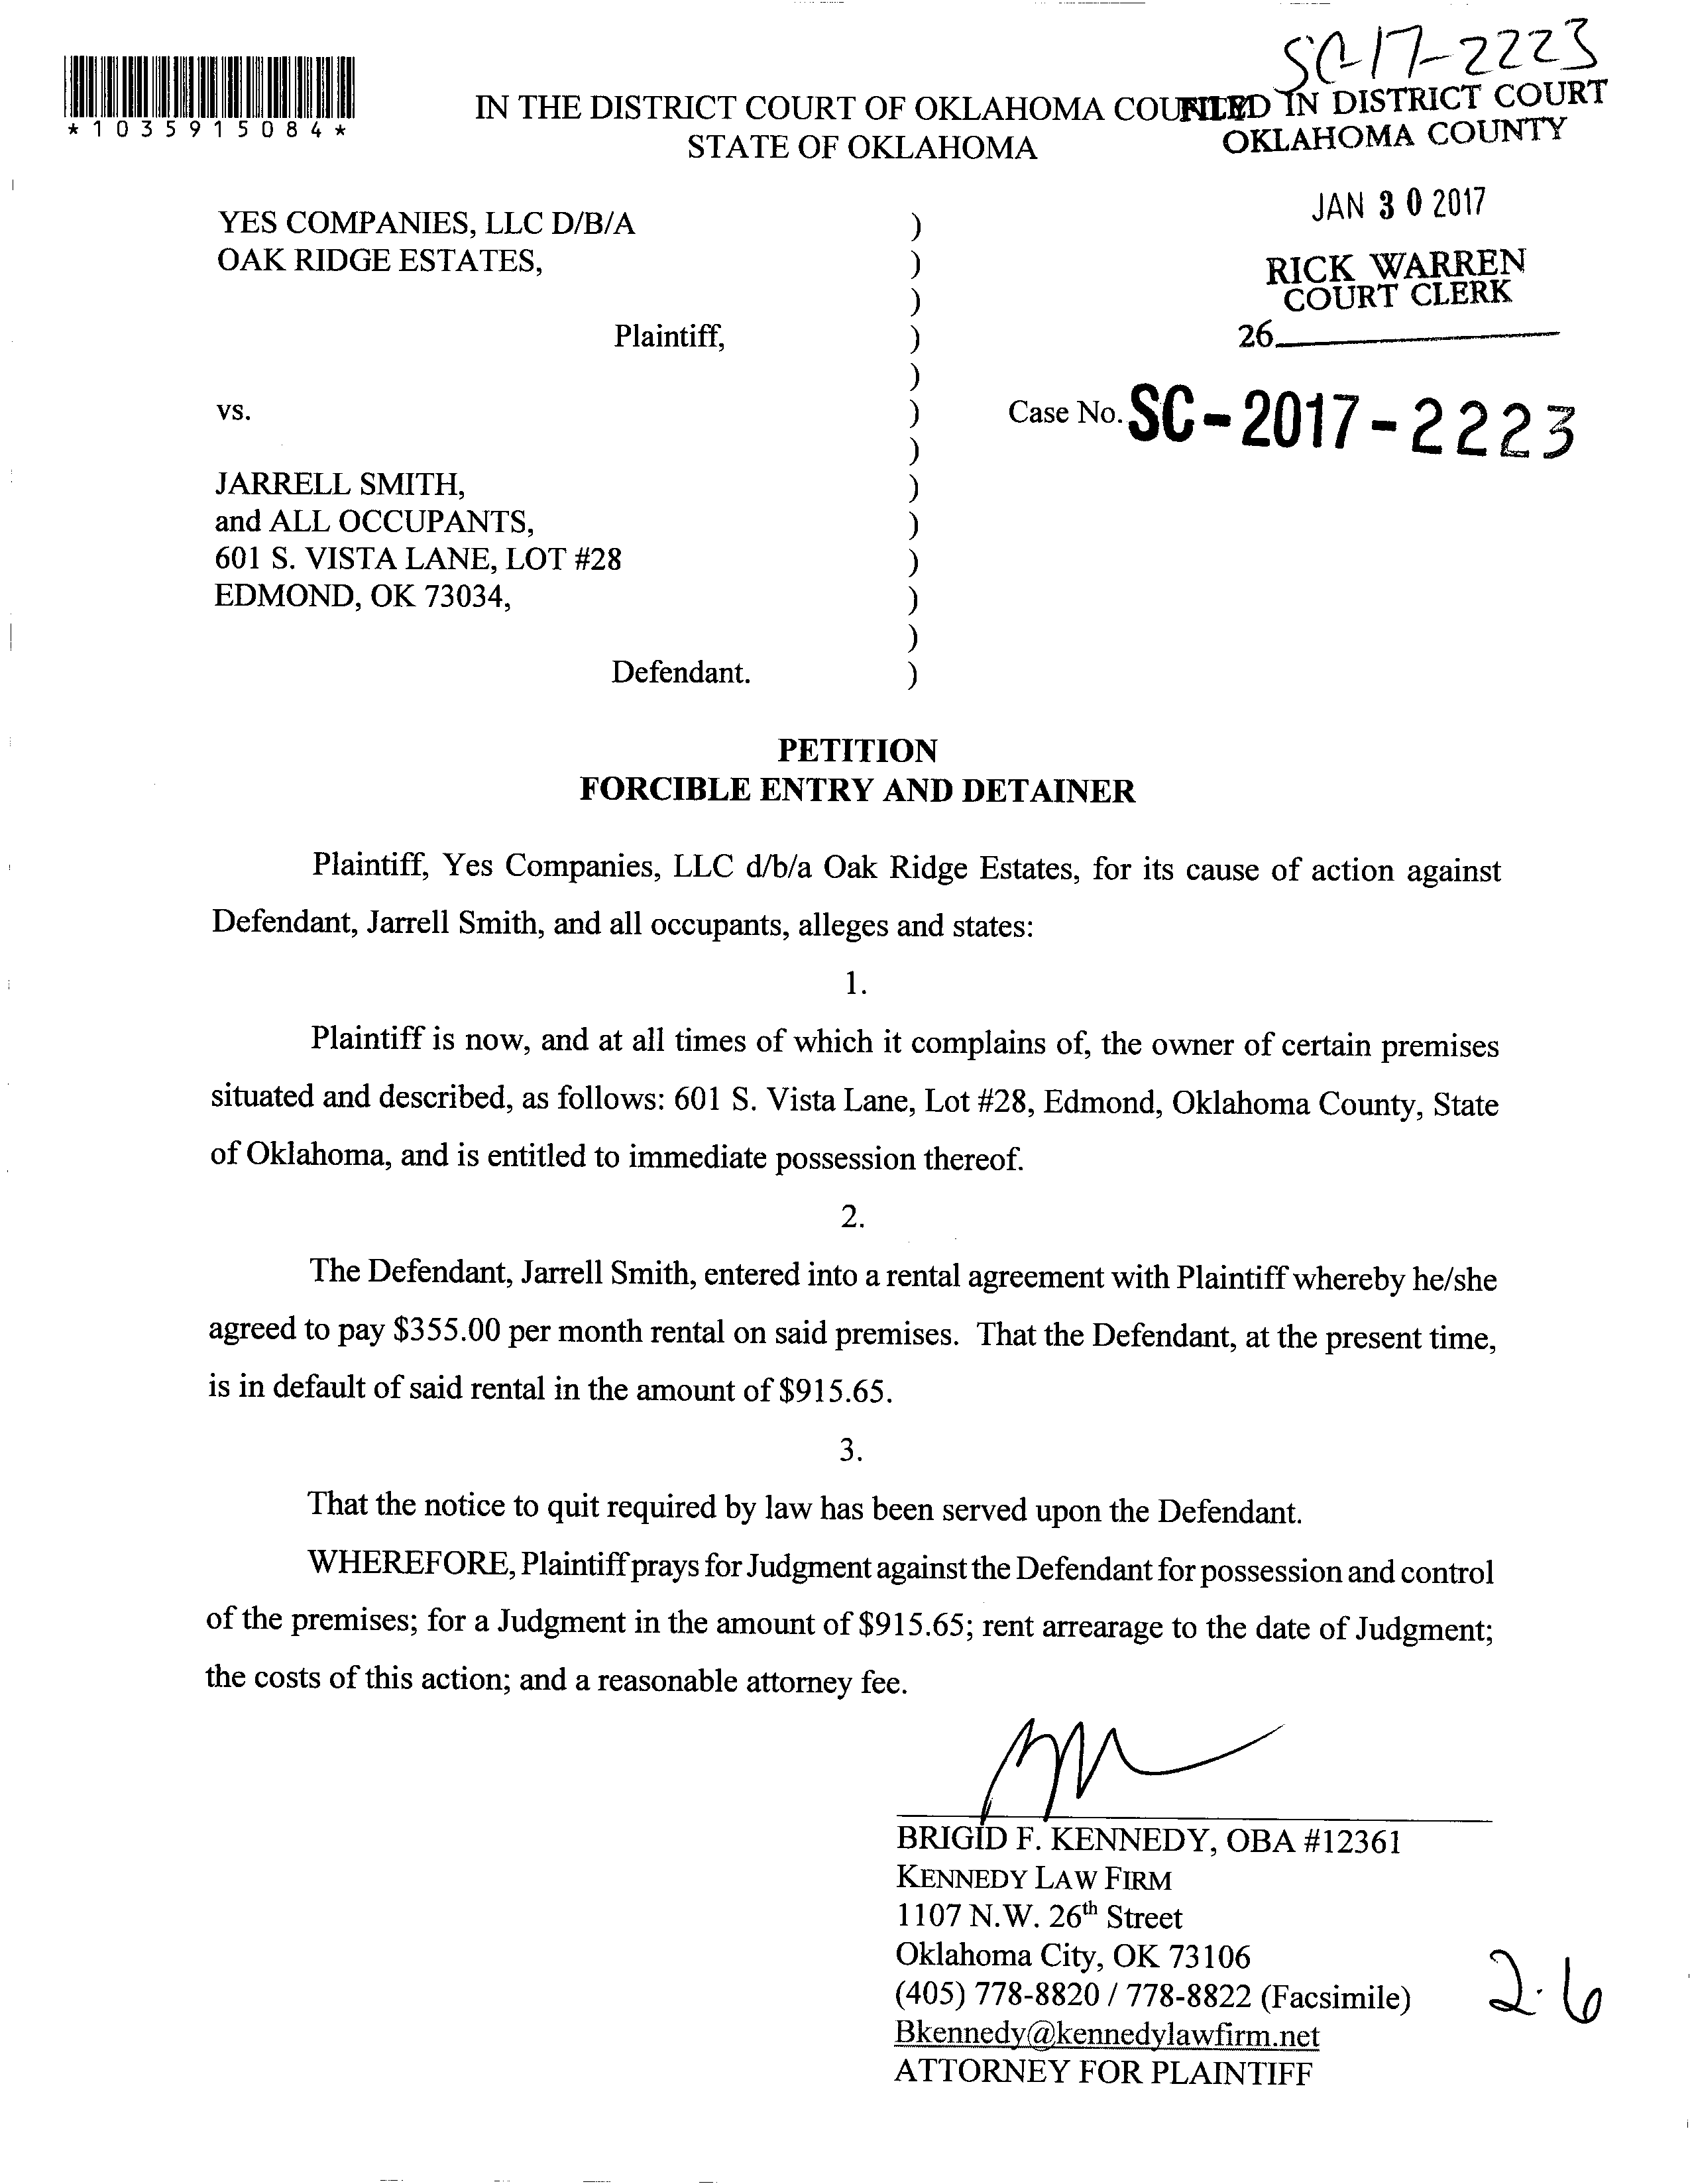 SC-17-2223
*1035915084*
IN THE DISTRICT COURT OF OKLAHOMA COUNTY
STATE OF OKLAHOMA
FILED IN DISTRICT COURT
OKLAHOMA COUNTY
JAN 30 2017
RICK WARREN
COURT CLERK
26
YES COMPANIES, LLC D/B/A )
OAK RIDGE ESTATES, )
)
Plaintiff, )
)
vs. ) Case No. SC-2017-2223
)
JARRELL SMITH, )
and ALL OCCUPANTS, )
601 S. VISTA LANE, LOT #28 )
EDMOND, OK 73034, )
)
Defendant. )
PETITION
FORCIBLE ENTRY AND DETAINER
Plaintiff, Yes Companies, LLC d/b/a Oak Ridge Estates, for its cause of action against
Defendant, Jarrell Smith, and all occupants, alleges and states:
1.
Plaintiff is now, and at all times of which it complains of, the owner of certain premises
situated and described, as follows: 601 S. Vista Lane, Lot #28, Edmond, Oklahoma County, State
of Oklahoma, and is entitled to immediate possession thereof.
2.
The Defendant, Jarrell Smith, entered into a rental agreement with Plaintiff whereby he/she
agreed to pay $355.00 per month rental on said premises. That the Defendant, at the present time,
is in default of said rental in the amount of $915.65.
3.
That the notice to quit required by law has been served upon the Defendant.
WHEREFORE, Plaintiff prays for Judgment against the Defendant for possession and control
of the premises; for a Judgment in the amount of $915.65; rent arrearage to the date of Judgment;
the costs of this action; and a reasonable attorney fee.
BRIGID F. KENNEDY, OBA #12361
KENNEDY LAW FIRM
1107 N.W. 26th Street
Oklahoma City, OK 73106
(405) 778-8820 / 778-8822 (Facsimile)
Bkennedy@kennedylawfirm.net
ATTORNEY FOR PLAINTIFF
2.6